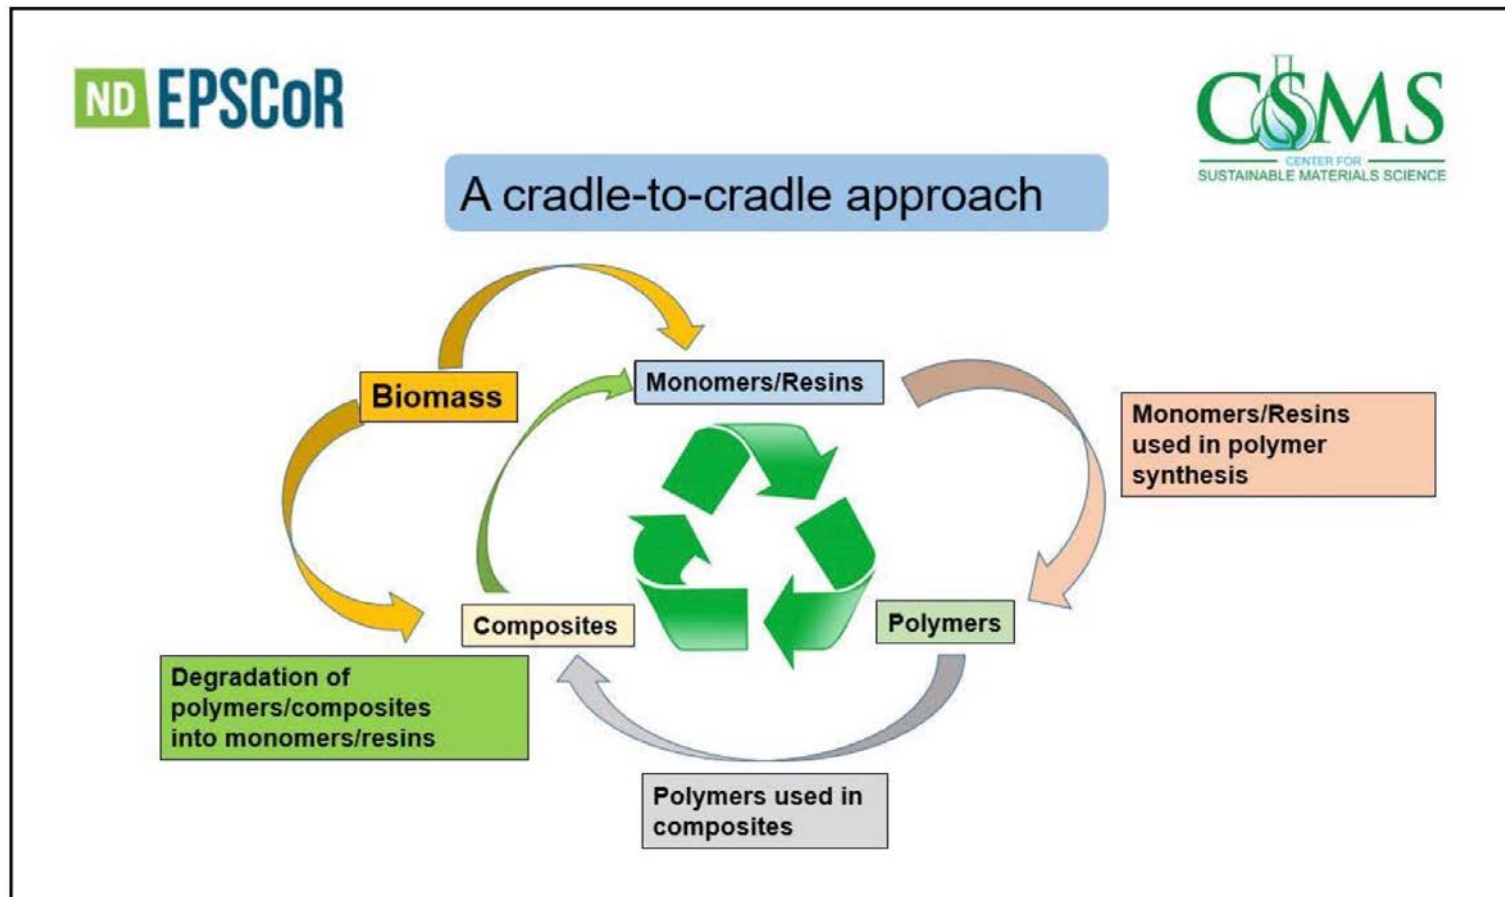 ND EPSCoR
CSMS
CENTER FOR
SUSTAINABLE MATERIALS SCIENCE
A cradle-to-cradle approach
Biomass
Monomers/Resins
Monomers/Resins
used in polymer
synthesis
Composites
Polymers
Degradation of
polymers/composites
into monomers/resins
Polymers used in
composites